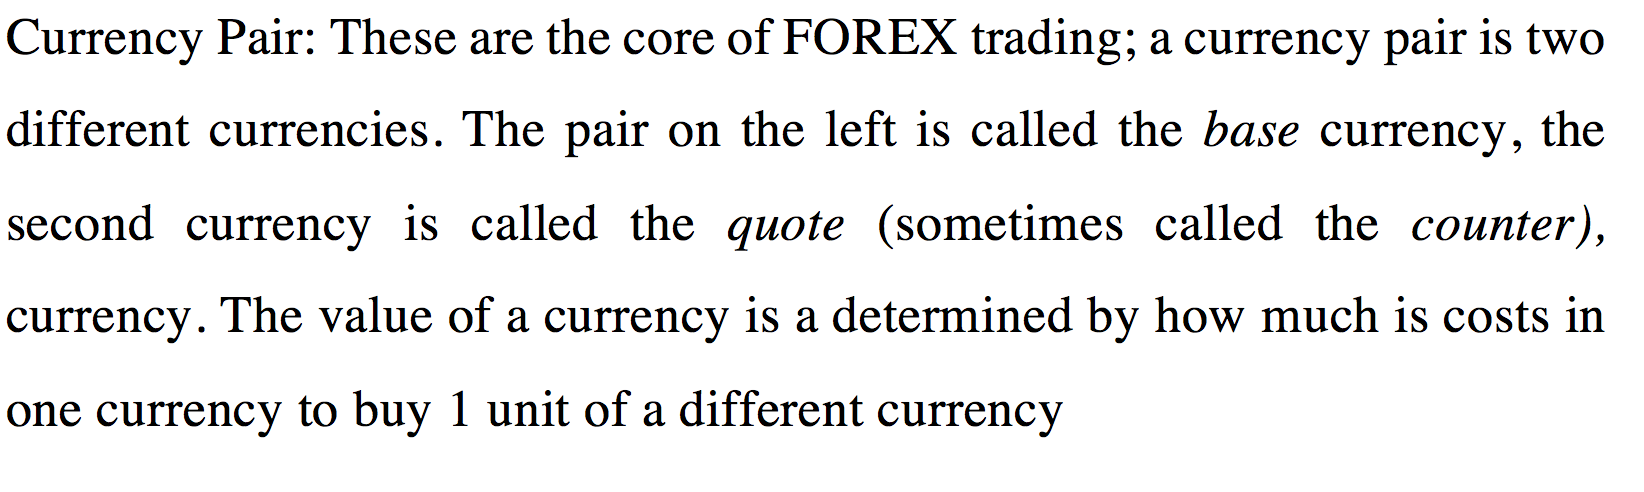 Currency Pair: These are the core of FOREX trading; a currency pair is two
different currencies. The pair on the left is called the base currency, the
second currency is called the quote (sometimes called the counter),
currency. The value of a currency is a determined by how much is costs in
one currency to buy 1 unit of a different currency